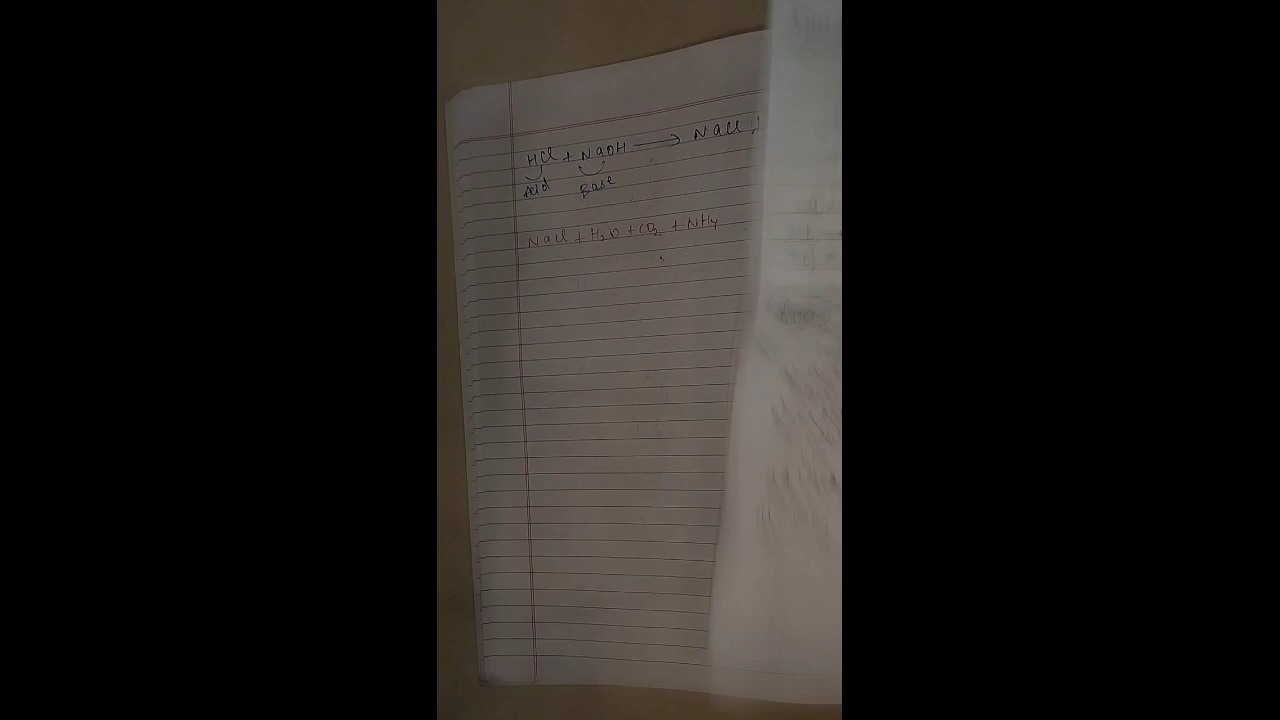 HCl + NaOH → NaCl
Acid Base
NaCl + H2O + CO2 + NH4